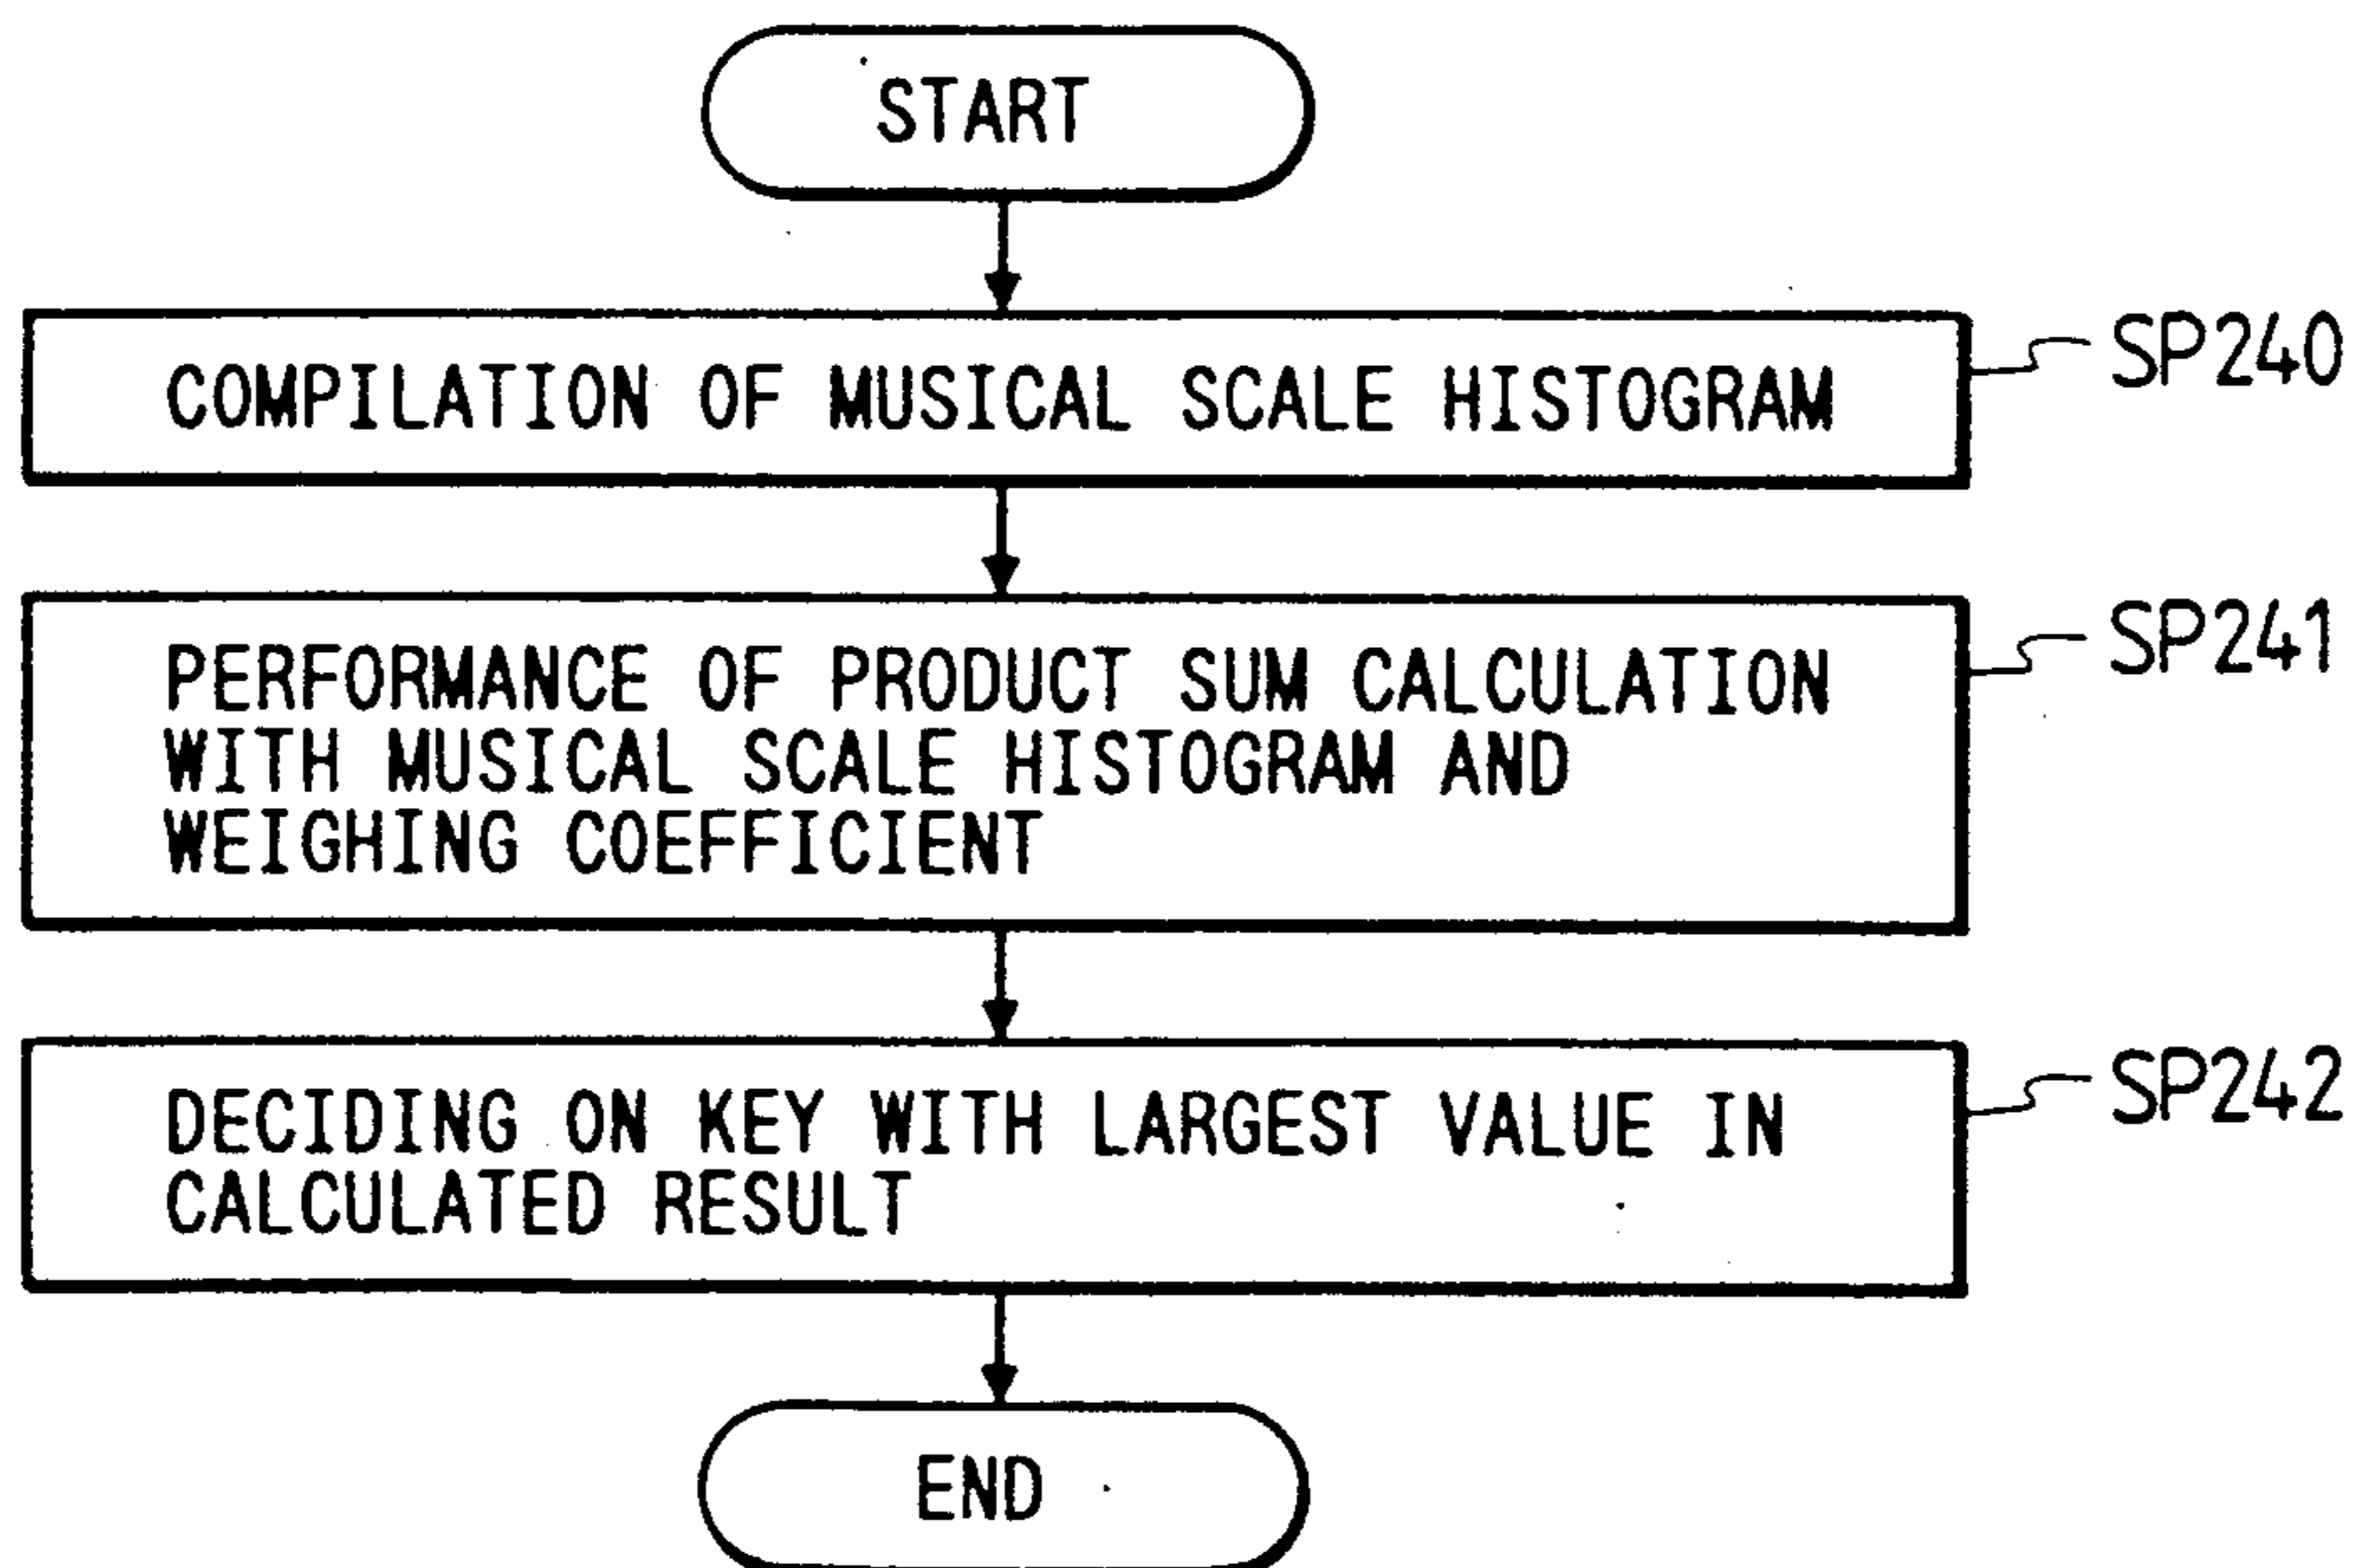 START
COMPILATION OF MUSICAL SCALE HISTOGRAM
SP240
PERFORMANCE OF PRODUCT SUM CALCULATION
WITH MUSICAL SCALE HISTOGRAM AND
WEIGHING COEFFICIENT
SP241
DECIDING ON KEY WITH LARGEST VALUE IN
CALCULATED RESULT
SP242
END